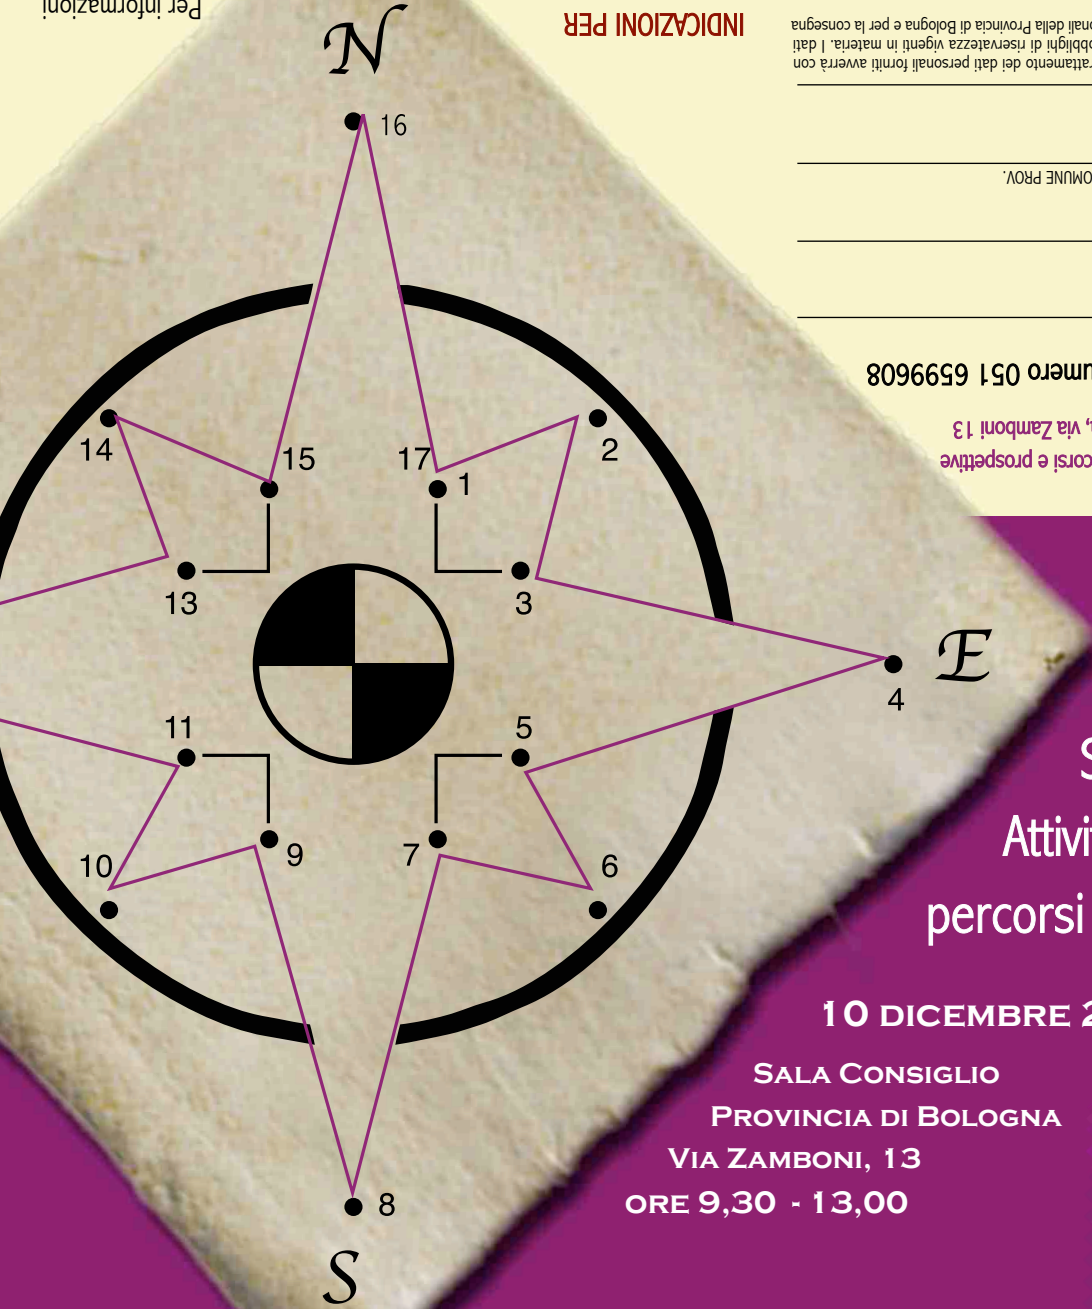 Per informazioni
INDICAZIONI PER
rattamento dei dati personali forniti avverrà con
bblighi di riservatezza vigenti in materia. I dati
nali della Provincia di Bologna e per la consegna
OMUNE PROV.
umero 051 6599608
, via Zamboni 13
corsi e prospettive
N
16
14
15
17
1
2
13
3
E
4
11
5
10
9
7
6
8
S
S
Attivi
percorsi
10 DICEMBRE 2
SALA CONSIGLIO
PROVINCIA DI BOLOGNA
VIA ZAMBONI, 13
ORE 9,30 - 13,00